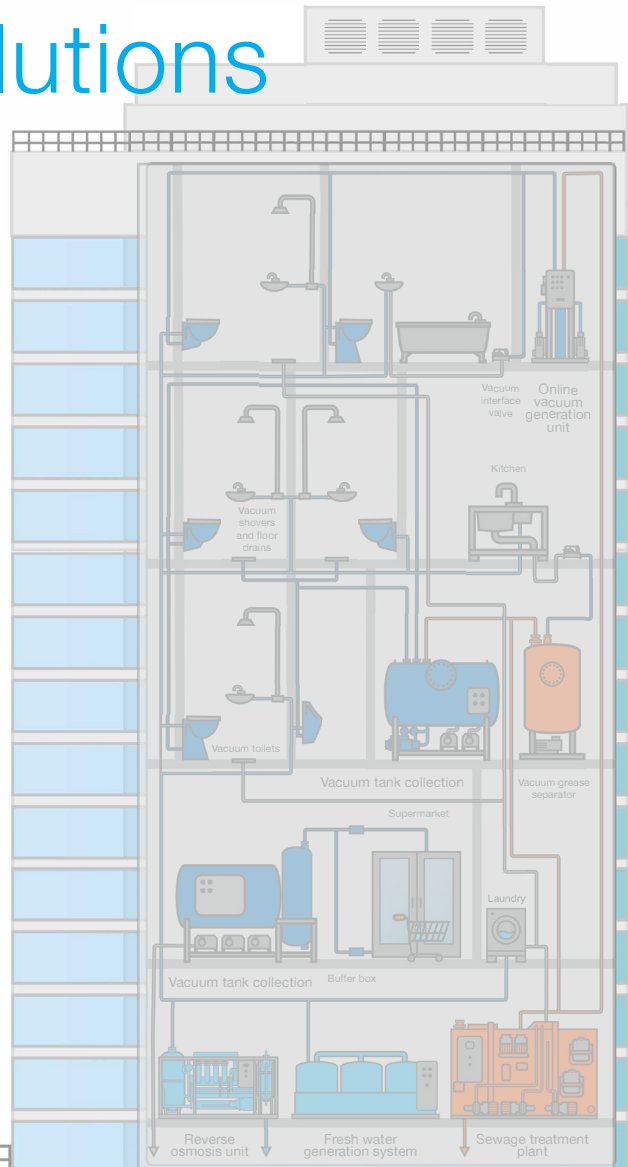 lutions
Vacuum
interface
valve
Online
vacuum
generation
unit
Kitchen
Vacuum
shovers
and floor
drains
Vacuum toilets
Vacuum tank collection
Vacuum grease
separator
Supermarket
Laundry
Vacuum tank collection
Buffer box
Reverse
osmosis unit
Fresh water
generation system
Sewage treatment
plant